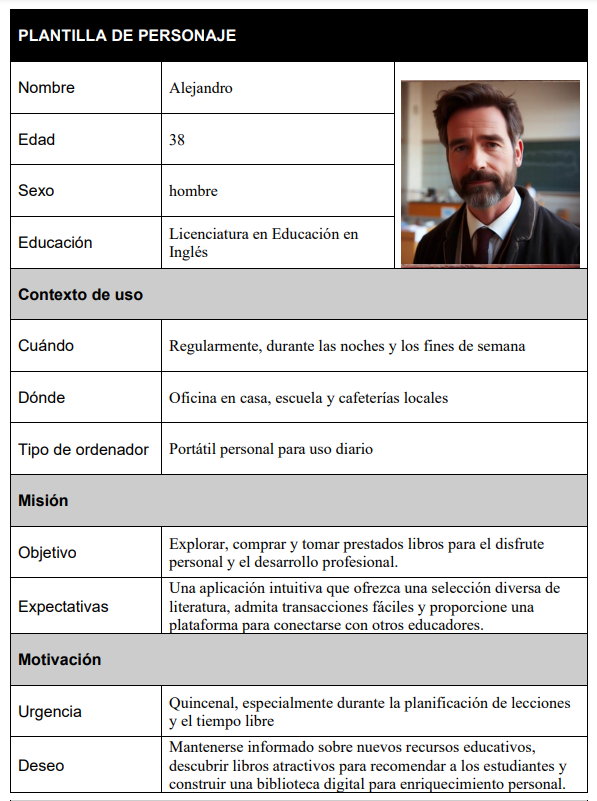 PLANTILLA DE PERSONAJE
Nombre
Alejandro
Edad
38
Sexo
hombre
Educación
Licenciatura en Educación en
Inglés
Contexto de uso
Cuándo
Regularmente, durante las noches y los fines de semana
Dónde
Oficina en casa, escuela y cafeterías locales
Tipo de ordenador
Portátil personal para uso diario
Misión
Objetivo
Explorar, comprar y tomar prestados libros para el disfrute
personal y el desarrollo profesional.
Expectativas
Una aplicación intuitiva que ofrezca una selección diversa de
literatura, admita transacciones fáciles y proporcione una
plataforma para conectarse con otros educadores.
Motivación
Urgencia
Quincenal, especialmente durante la planificación de lecciones
y el tiempo libre
Deseo
Mantenerse informado sobre nuevos recursos educativos,
descubrir libros atractivos para recomendar a los estudiantes y
construir una biblioteca digital para enriquecimiento personal.